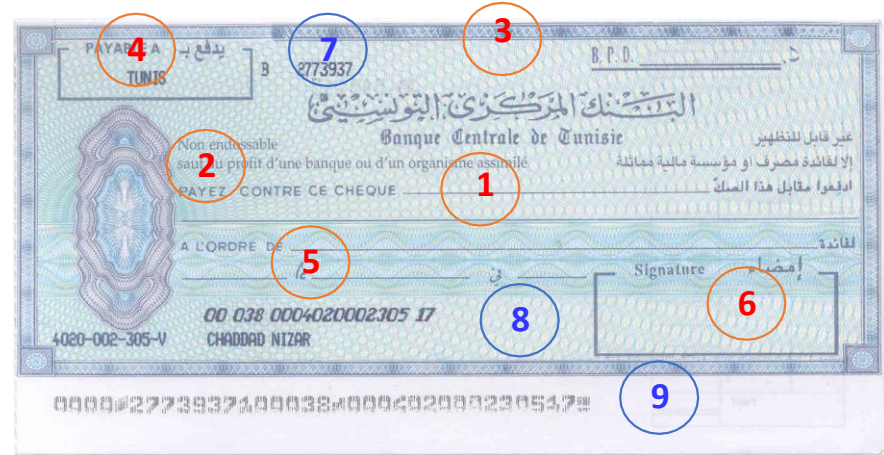 3
4 7
PAYABLE A يدفع بـ
TUNIS
B 2773937
B.P.D. د.
البـنك المركزي التونسي
Banque Centrale de Tunisie
Non endossable
sauf au profit d'une banque ou d'un organisme assimilé
غير قابل للتظهير
إلا لفائدة مصرف او مؤسسة مالية مماثلة
2
1
PAYEZ CONTRE CE CHEQUE ادفعوا مقابل هذا الصكّ
A L'ORDRE DE لفائدة
5
في
Signature إمضاء
6
8
00 038 0004020002305 17
4020-002-305-V CHADDAD NIZAR
9